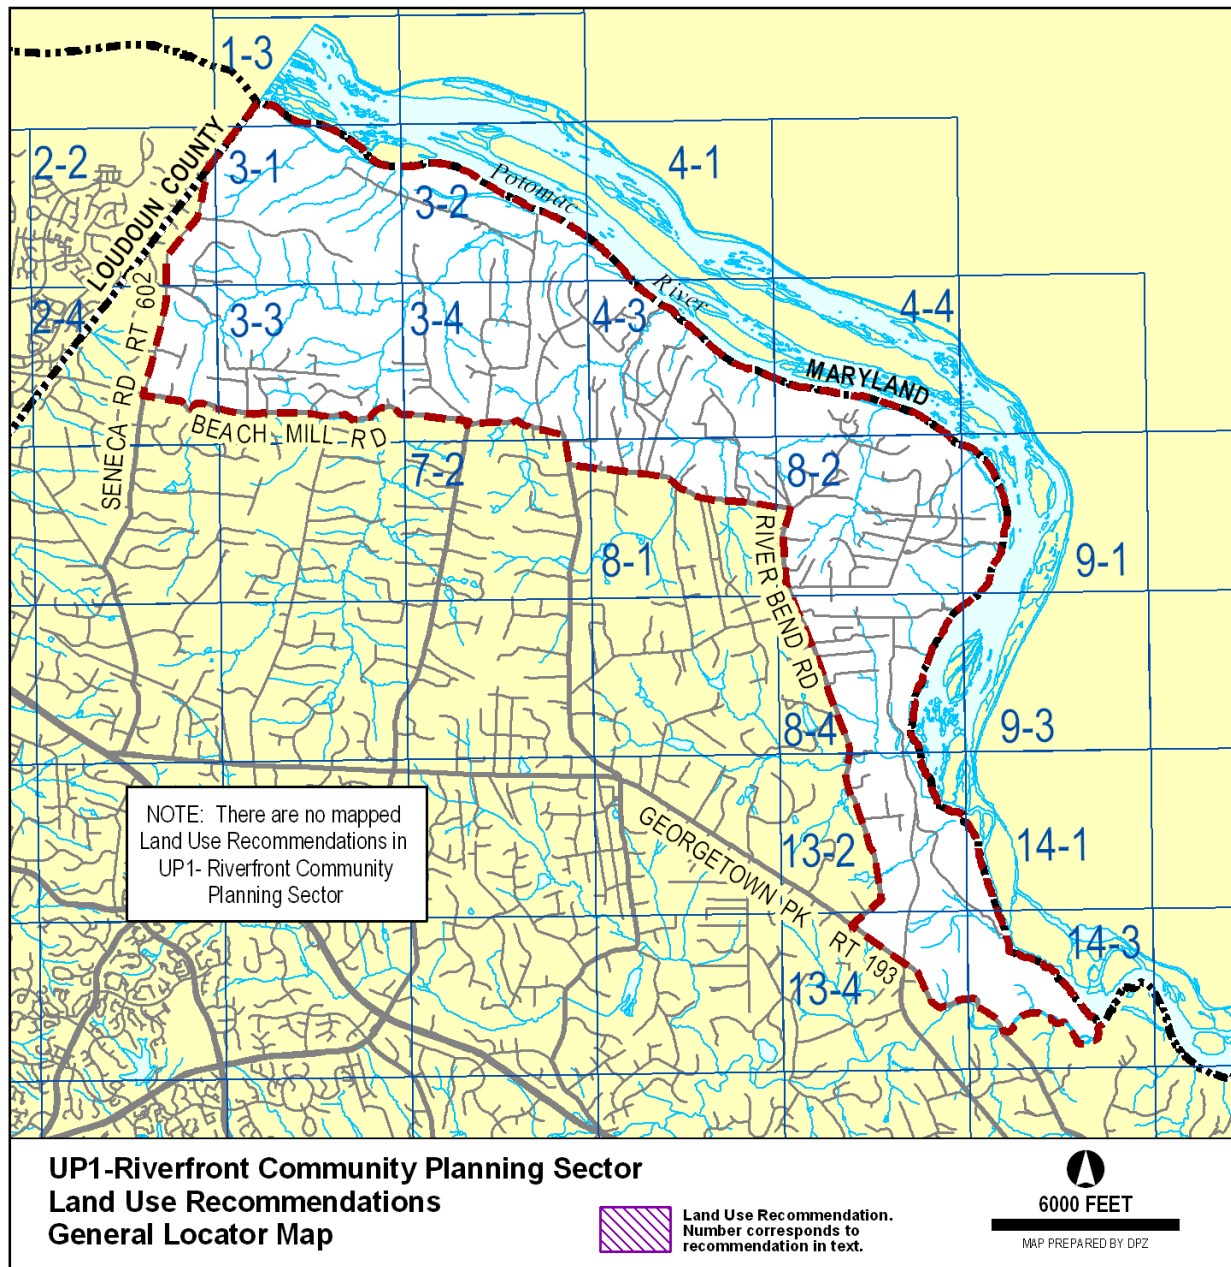 1-3
2-2
LOUDOUN COUNTY
3-1
4-1
3-2
Potomac
River
2-4
SENECA RD RT 602
3-3
3-4
4-3
4-4
MARYLAND
BEACH MILL RD
7-2
8-2
8-1
9-1
RIVER BEND RD
8-4
9-3
NOTE: There are no mapped
Land Use Recommendations in
UP1- Riverfront Community
Planning Sector
GEORGETOWN PK RT 193
13-2
14-1
14-3
13-4
UP1-Riverfront Community Planning Sector
Land Use Recommendations
General Locator Map
Land Use Recommendation.
Number corresponds to
recommendation in text.
6000 FEET
MAP PREPARED BY DPZ